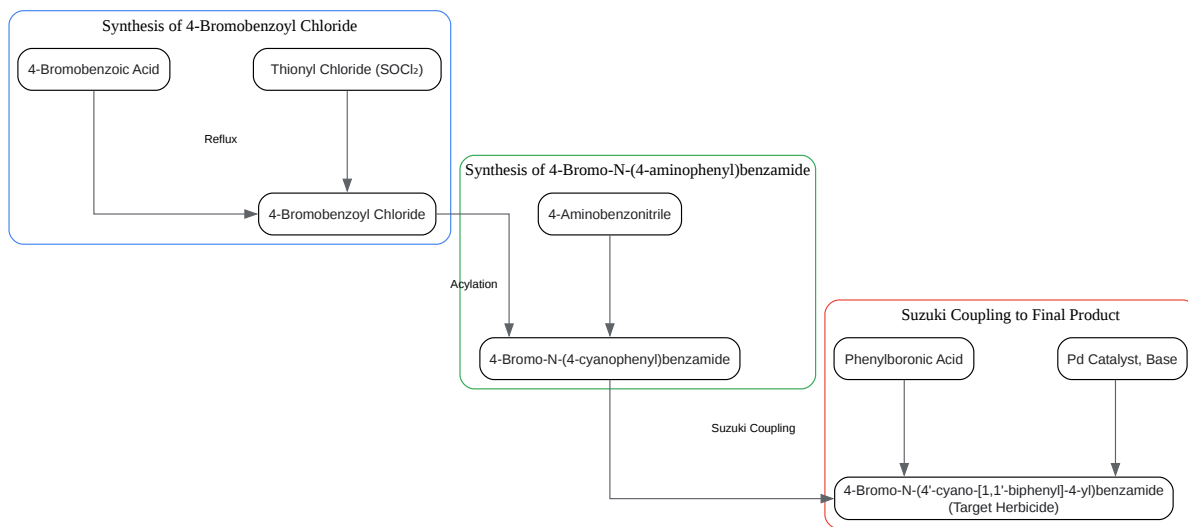 Synthesis of 4-Bromobenzoyl Chloride
4-Bromobenzoic Acid
Thionyl Chloride (SOCl₂)
Reflux
4-Bromobenzoyl Chloride
Synthesis of 4-Bromo-N-(4-aminophenyl)benzamide
4-Aminobenzonitrile
Acylation
4-Bromo-N-(4-cyanophenyl)benzamide
Suzuki Coupling to Final Product
Phenylboronic Acid
Pd Catalyst, Base
Suzuki Coupling
4-Bromo-N-(4'-cyano-[1,1'-biphenyl]-4-yl)benzamide
(Target Herbicide)